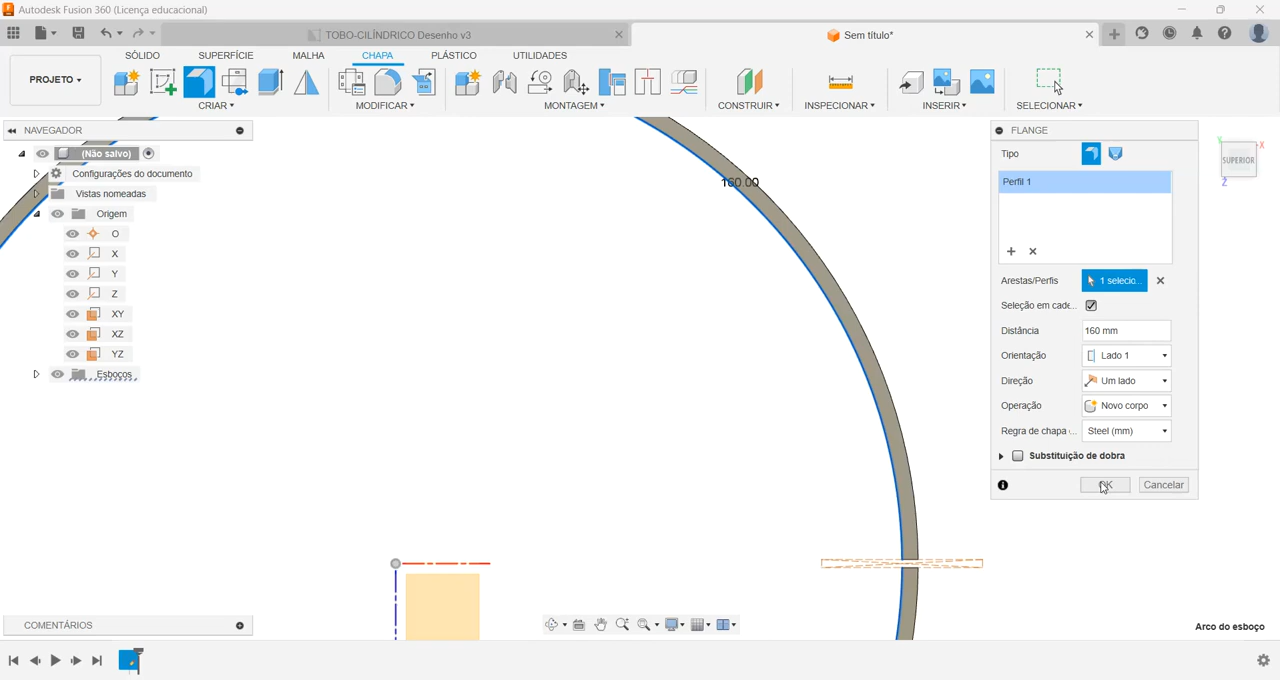 Autodesk Fusion 360 (Licença educacional)
TOBO-CILÍNDRICO Desenho v3
Sem título*
PROJETO
SÓLIDO
SUPERFÍCIE
MALHA
CHAPA
PLÁSTICO
UTILIDADES
CRIAR
MODIFICAR
MONTAGEM
CONSTRUIR
INSPECIONAR
INSERIR
SELECIONAR
NAVEGADOR
(Não salvo)
Configurações do documento
Vistas nomeadas
Origem
O
X
Y
Z
XY
XZ
YZ
Esboços
160.00
FLANGE
Tipo
Perfil 1
Arestas/Perfis
1 selecio...
Seleção em cade...
Distância
160 mm
Orientação
Lado 1
Direção
Um lado
Operação
Novo corpo
Regra de chapa ...
Steel (mm)
Substituição de dobra
OK
Cancelar
SUPERIOR
X
Y
Z
COMENTÁRIOS
Arco do esboço